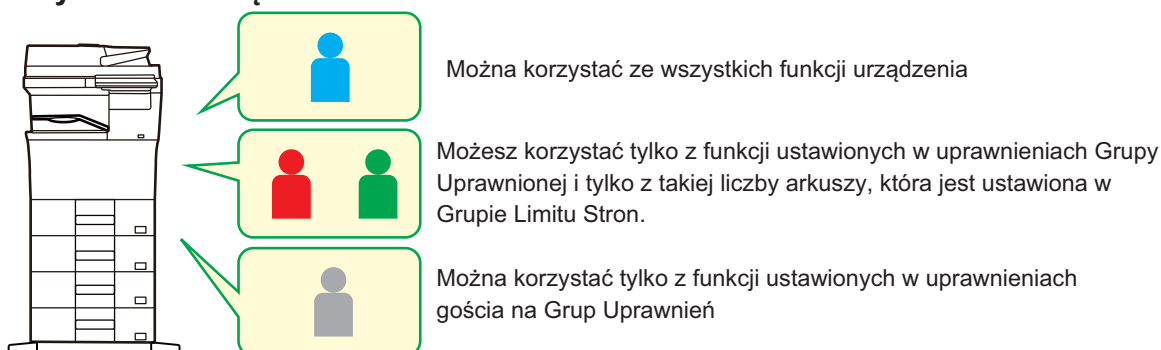 Można korzystać ze wszystkich funkcji urządzenia
Możesz korzystać tylko z funkcji ustawionych w uprawnieniach Grupy
Uprawnionej i tylko z takiej liczby arkuszy, która jest ustawiona w
Grupie Limitu Stron.
Można korzystać tylko z funkcji ustawionych w uprawnieniach
gościa na Grup Uprawnień